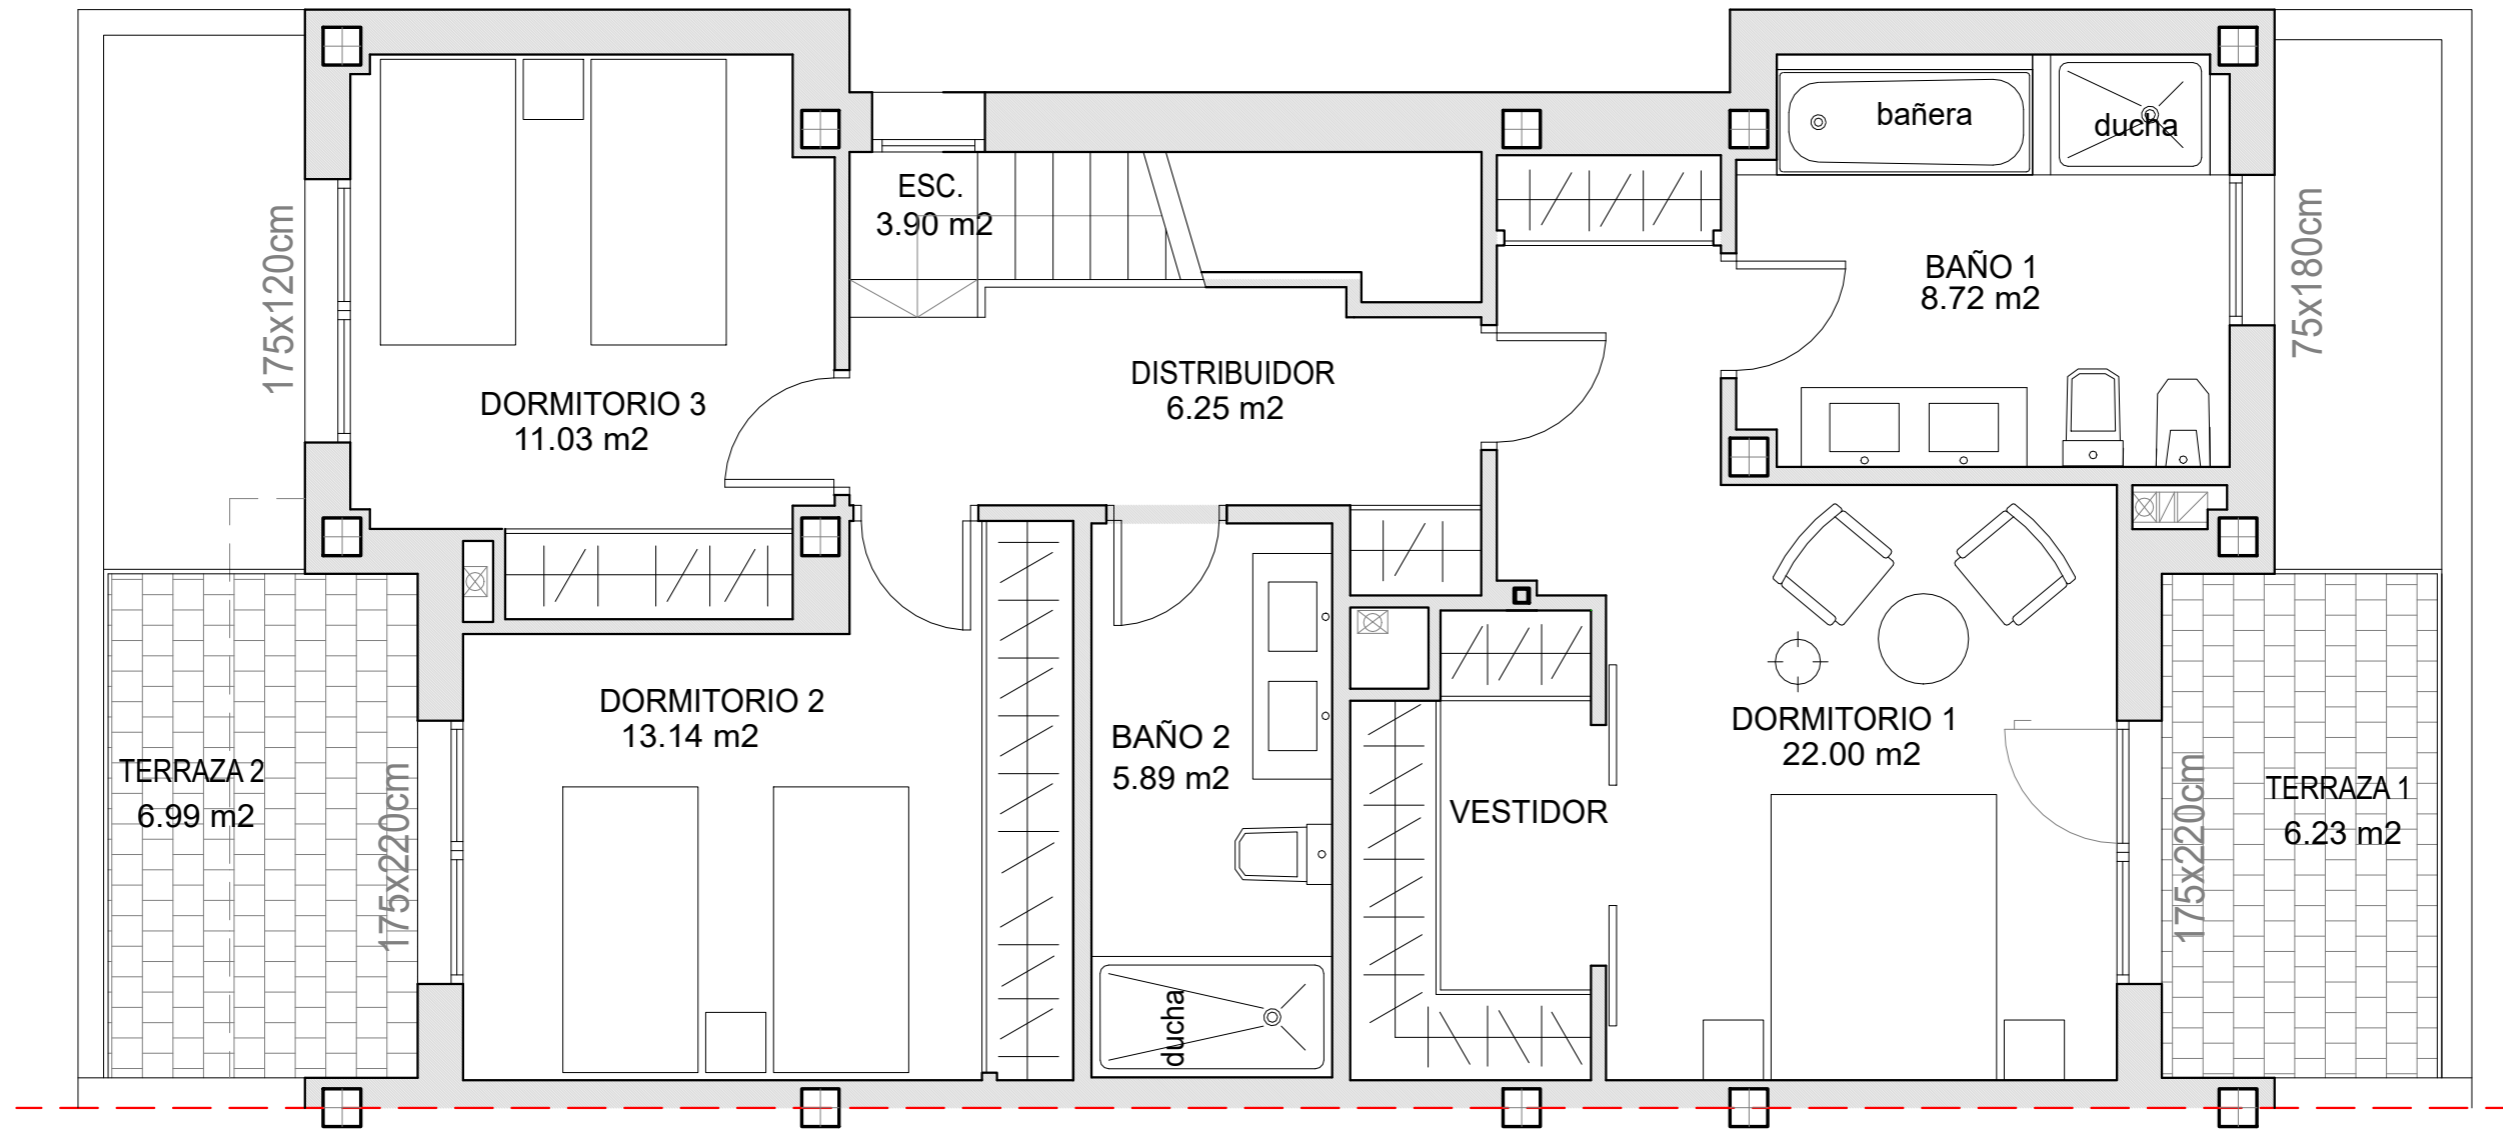 bañera
ducha
ESC.
3.90 m2
175x120cm
75x180cm
BAÑO 1
8.72 m2
DISTRIBUIDOR
6.25 m2
DORMITORIO 3
11.03 m2
DORMITORIO 2
13.14 m2
BAÑO 2
5.89 m2
DORMITORIO 1
22.00 m2
VESTIDOR
TERRAZA 2
6.99 m2
175x220cm
175x220cm
TERRAZA 1
6.23 m2
ducha